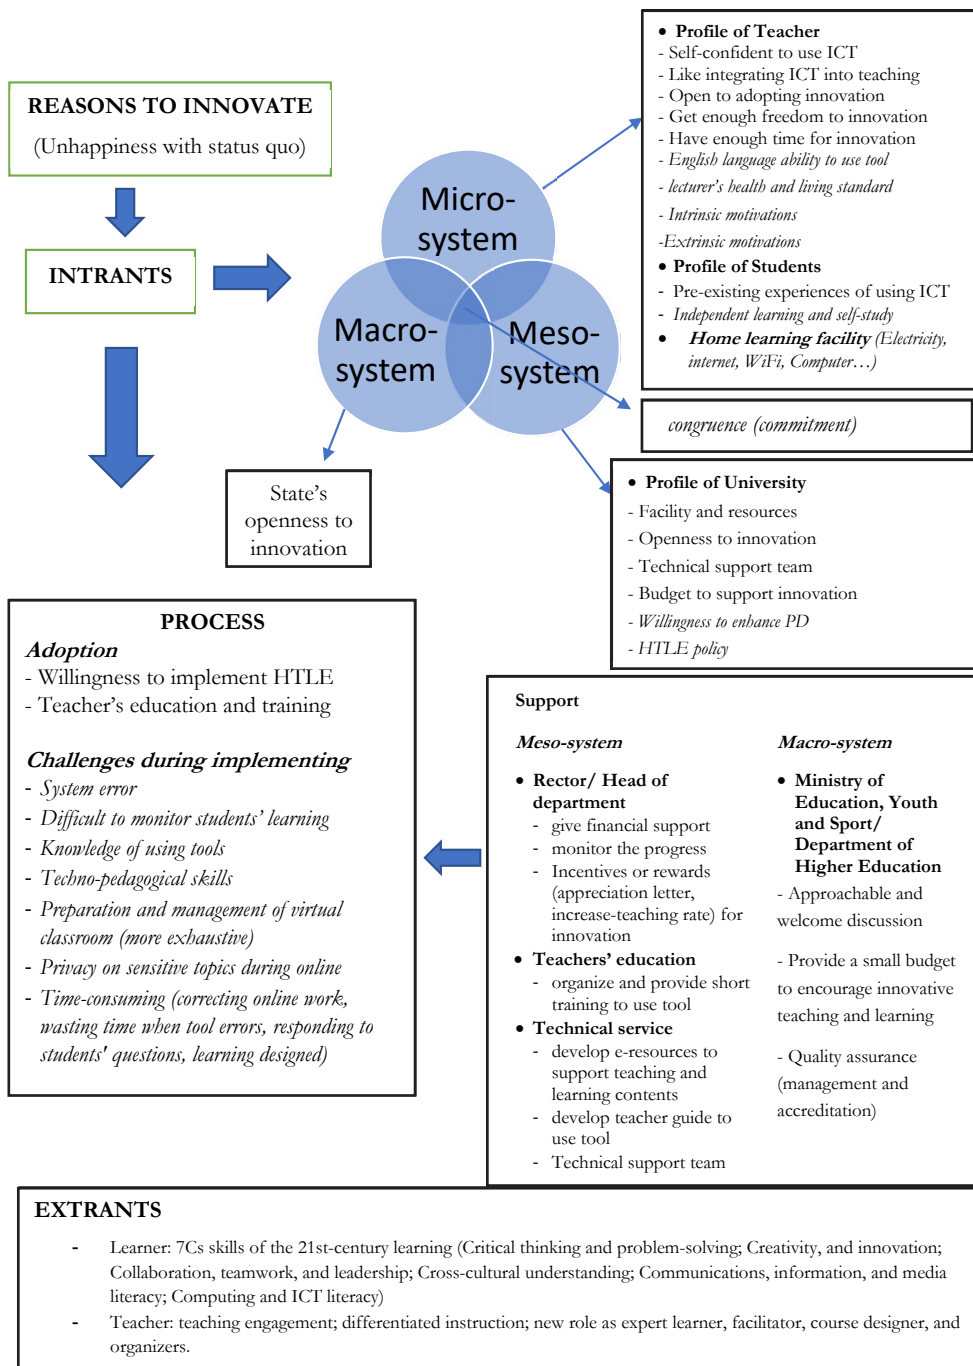 REASONS TO INNOVATE
(Unhappiness with status quo)
INTRANTS
Micro-
system
Macro-
system
Meso-
system
• Profile of Teacher
- Self-confident to use ICT
- Like integrating ICT into teaching
- Open to adopting innovation
- Get enough freedom to innovation
- Have enough time for innovation
- English language ability to use tool
- lecturer's health and living standard
- Intrinsic motivations
-Extrinsic motivations
• Profile of Students
- Pre-existing experiences of using ICT
- Independent learning and self-study
• Home learning facility (Electricity,
internet, WiFi, Computer…)
congruence (commitment)
State's
openness to
innovation
• Profile of University
- Facility and resources
- Openness to innovation
- Technical support team
- Budget to support innovation
- Willingness to enhance PD
- HTLE policy
PROCESS
Adoption
- Willingness to implement HTLE
- Teacher's education and training
Challenges during implementing
- System error
- Difficult to monitor students' learning
- Knowledge of using tools
- Techno-pedagogical skills
- Preparation and management of virtual
classroom (more exhaustive)
- Privacy on sensitive topics during online
- Time-consuming (correcting online work,
wasting time when tool errors, responding to
students' questions, learning designed)
Support
Meso-system
• Rector/ Head of
department
- give financial support
- monitor the progress
- Incentives or rewards
(appreciation letter,
increase-teaching rate) for
innovation
• Teachers' education
- organize and provide short
training to use tool
• Technical service
- develop e-resources to
support teaching and
learning contents
- develop teacher guide to
use tool
- Technical support team
Macro-system
• Ministry of
Education, Youth
and Sport/
Department of
Higher Education
- Approachable and
welcome discussion
- Provide a small budget
to encourage innovative
teaching and learning
- Quality assurance
(management and
accreditation)
EXTRANTS
- Learner: 7Cs skills of the 21st-century learning (Critical thinking and problem-solving; Creativity, and innovation;
Collaboration, teamwork, and leadership; Cross-cultural understanding; Communications, information, and media
literacy; Computing and ICT literacy)
- Teacher: teaching engagement; differentiated instruction; new role as expert learner, facilitator, course designer, and
organizers.